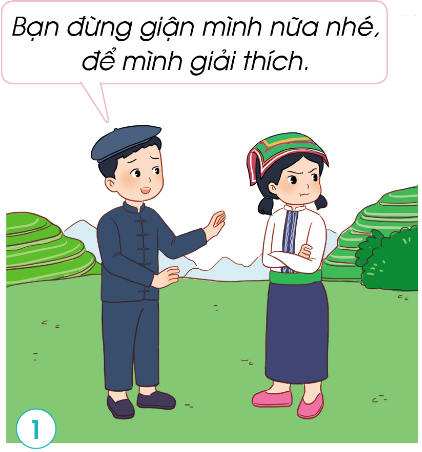 Bạn đừng giận mình nữa nhé,
để mình giải thích.
1